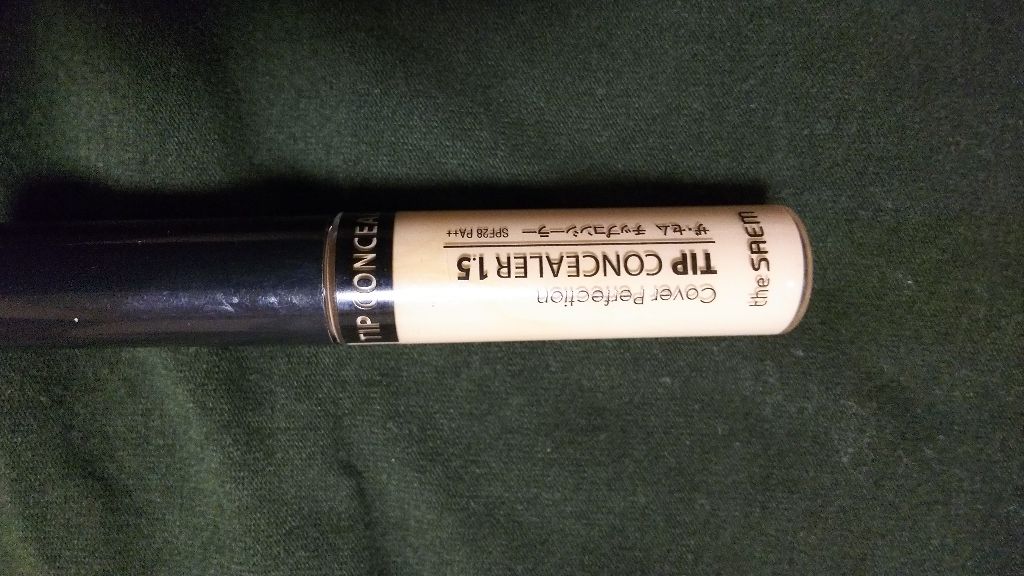 the SAEM
Cover Perfection
TIP CONCEALER 1.5
ザ・セム チップコンシーラー SPF28 PA++
TIP CONCEA